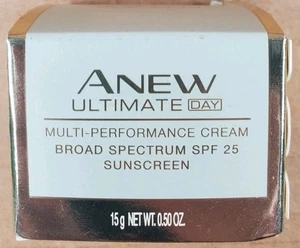 ANEW
ULTIMATE DAY
MULTI-PERFORMANCE CREAM
BROAD SPECTRUM SPF 25
SUNSCREEN
15 g NET WT. 0.50 OZ.